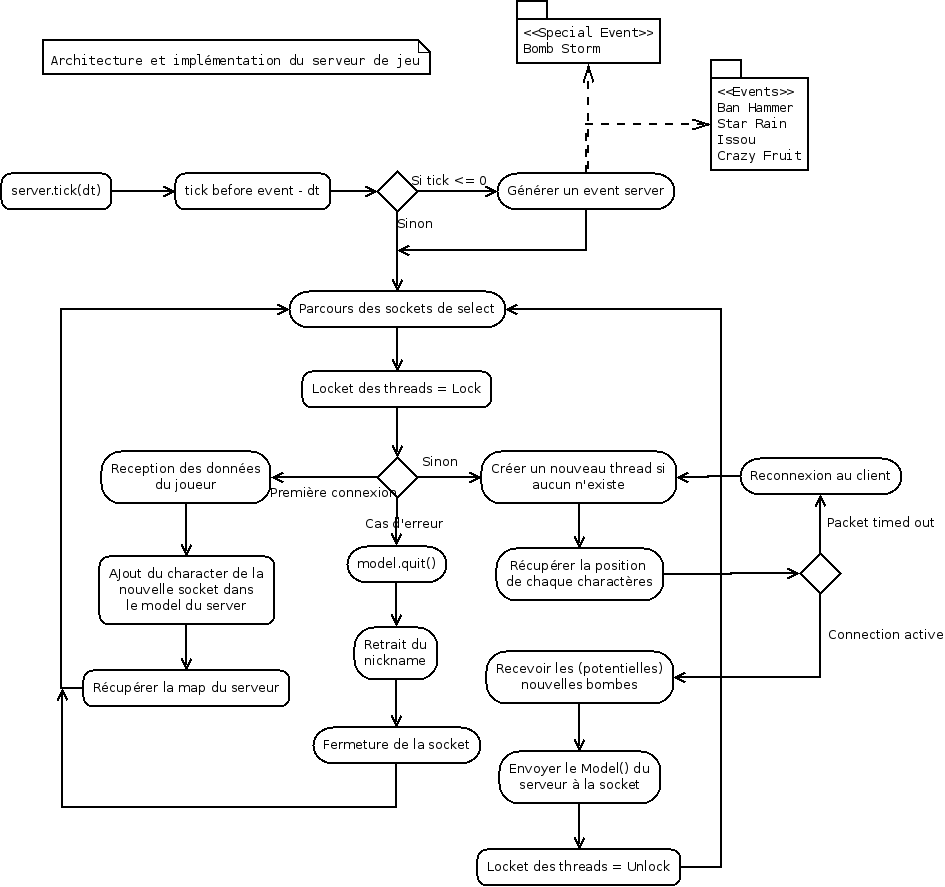 <<Special Event>>
Bomb Storm
Architecture et implémentation du serveur de jeu
<<Events>>
Ban Hammer
Star Rain
Issou
Crazy Fruit
server.tick(dt)
tick before event - dt
Si tick <= 0
Générer un event server
Sinon
Parcours des sockets de select
Locket des threads = Lock
Reception des données
du joueur
Première connexion
Sinon
Cas d'erreur
Créer un nouveau thread si
aucun n'existe
Reconnexion au client
Packet timed out
model.quit()
Récupérer la position
de chaque charactères
AJout du character de la
nouvelle socket dans
le model du server
Connection active
Retrait du
nickname
Recevoir les (potentielles)
nouvelles bombes
Récupérer la map du serveur
Fermeture de la socket
Envoyer le Model() du
serveur à la socket
Locket des threads = Unlock